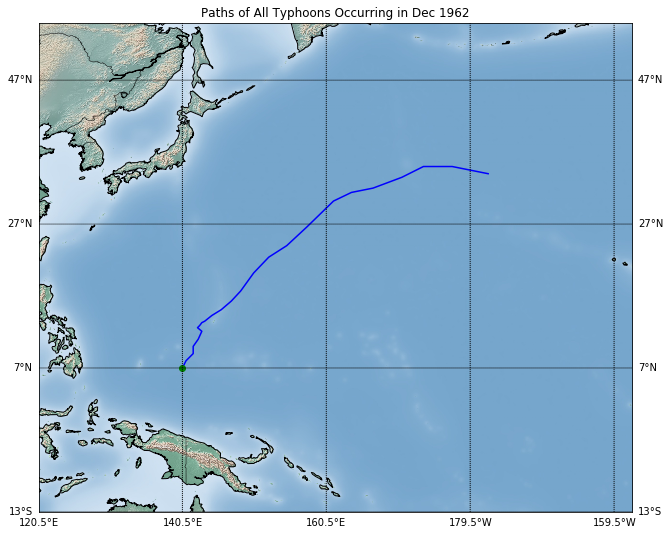 Paths of All Typhoons Occurring in Dec 1962
47°N 47°N
27°N 27°N
7°N 7°N
13°S 13°S
120.5°E 140.5°E 160.5°E 179.5°W 159.5°W